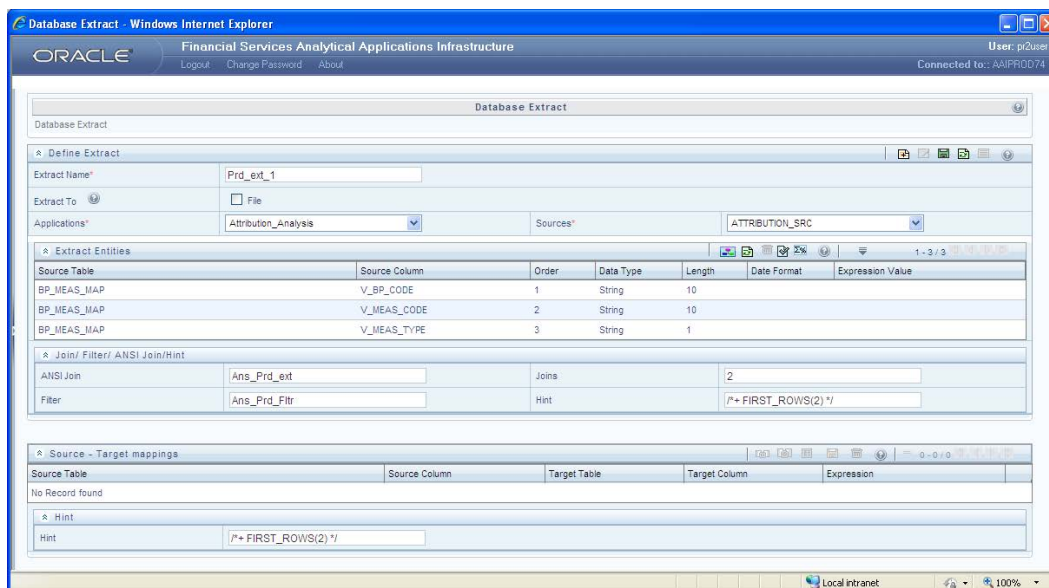 Database Extract - Windows Internet Explorer
ORACLE
Financial Services Analytical Applications Infrastructure
User: pr2user
Logout Change Password About
Connected to:: AAIPROD74
Database Extract
Database Extract
Define Extract
Extract Name* Prd_ext_1
Extract To File
Applications* Attribution_Analysis Sources* ATTRIBUTION_SRC
Extract Entities 1 - 3 / 3
Source Table Source Column Order Data Type Length Date Format Expression Value
BP_MEAS_MAP V_BP_CODE 1 String 10
BP_MEAS_MAP V_MEAS_CODE 2 String 10
BP_MEAS_MAP V_MEAS_TYPE 3 String 1
Join/ Filter/ ANSI Join/Hint
ANSI Join Ans_Prd_ext Joins 2
Filter Ans_Prd_Fltr Hint /*+ FIRST_ROWS(2) */
Source - Target mappings 0 - 0 / 0
Source Table Source Column Target Table Target Column Expression
No Record found
Hint
Hint /*+ FIRST_ROWS(2) */
Local intranet 100%